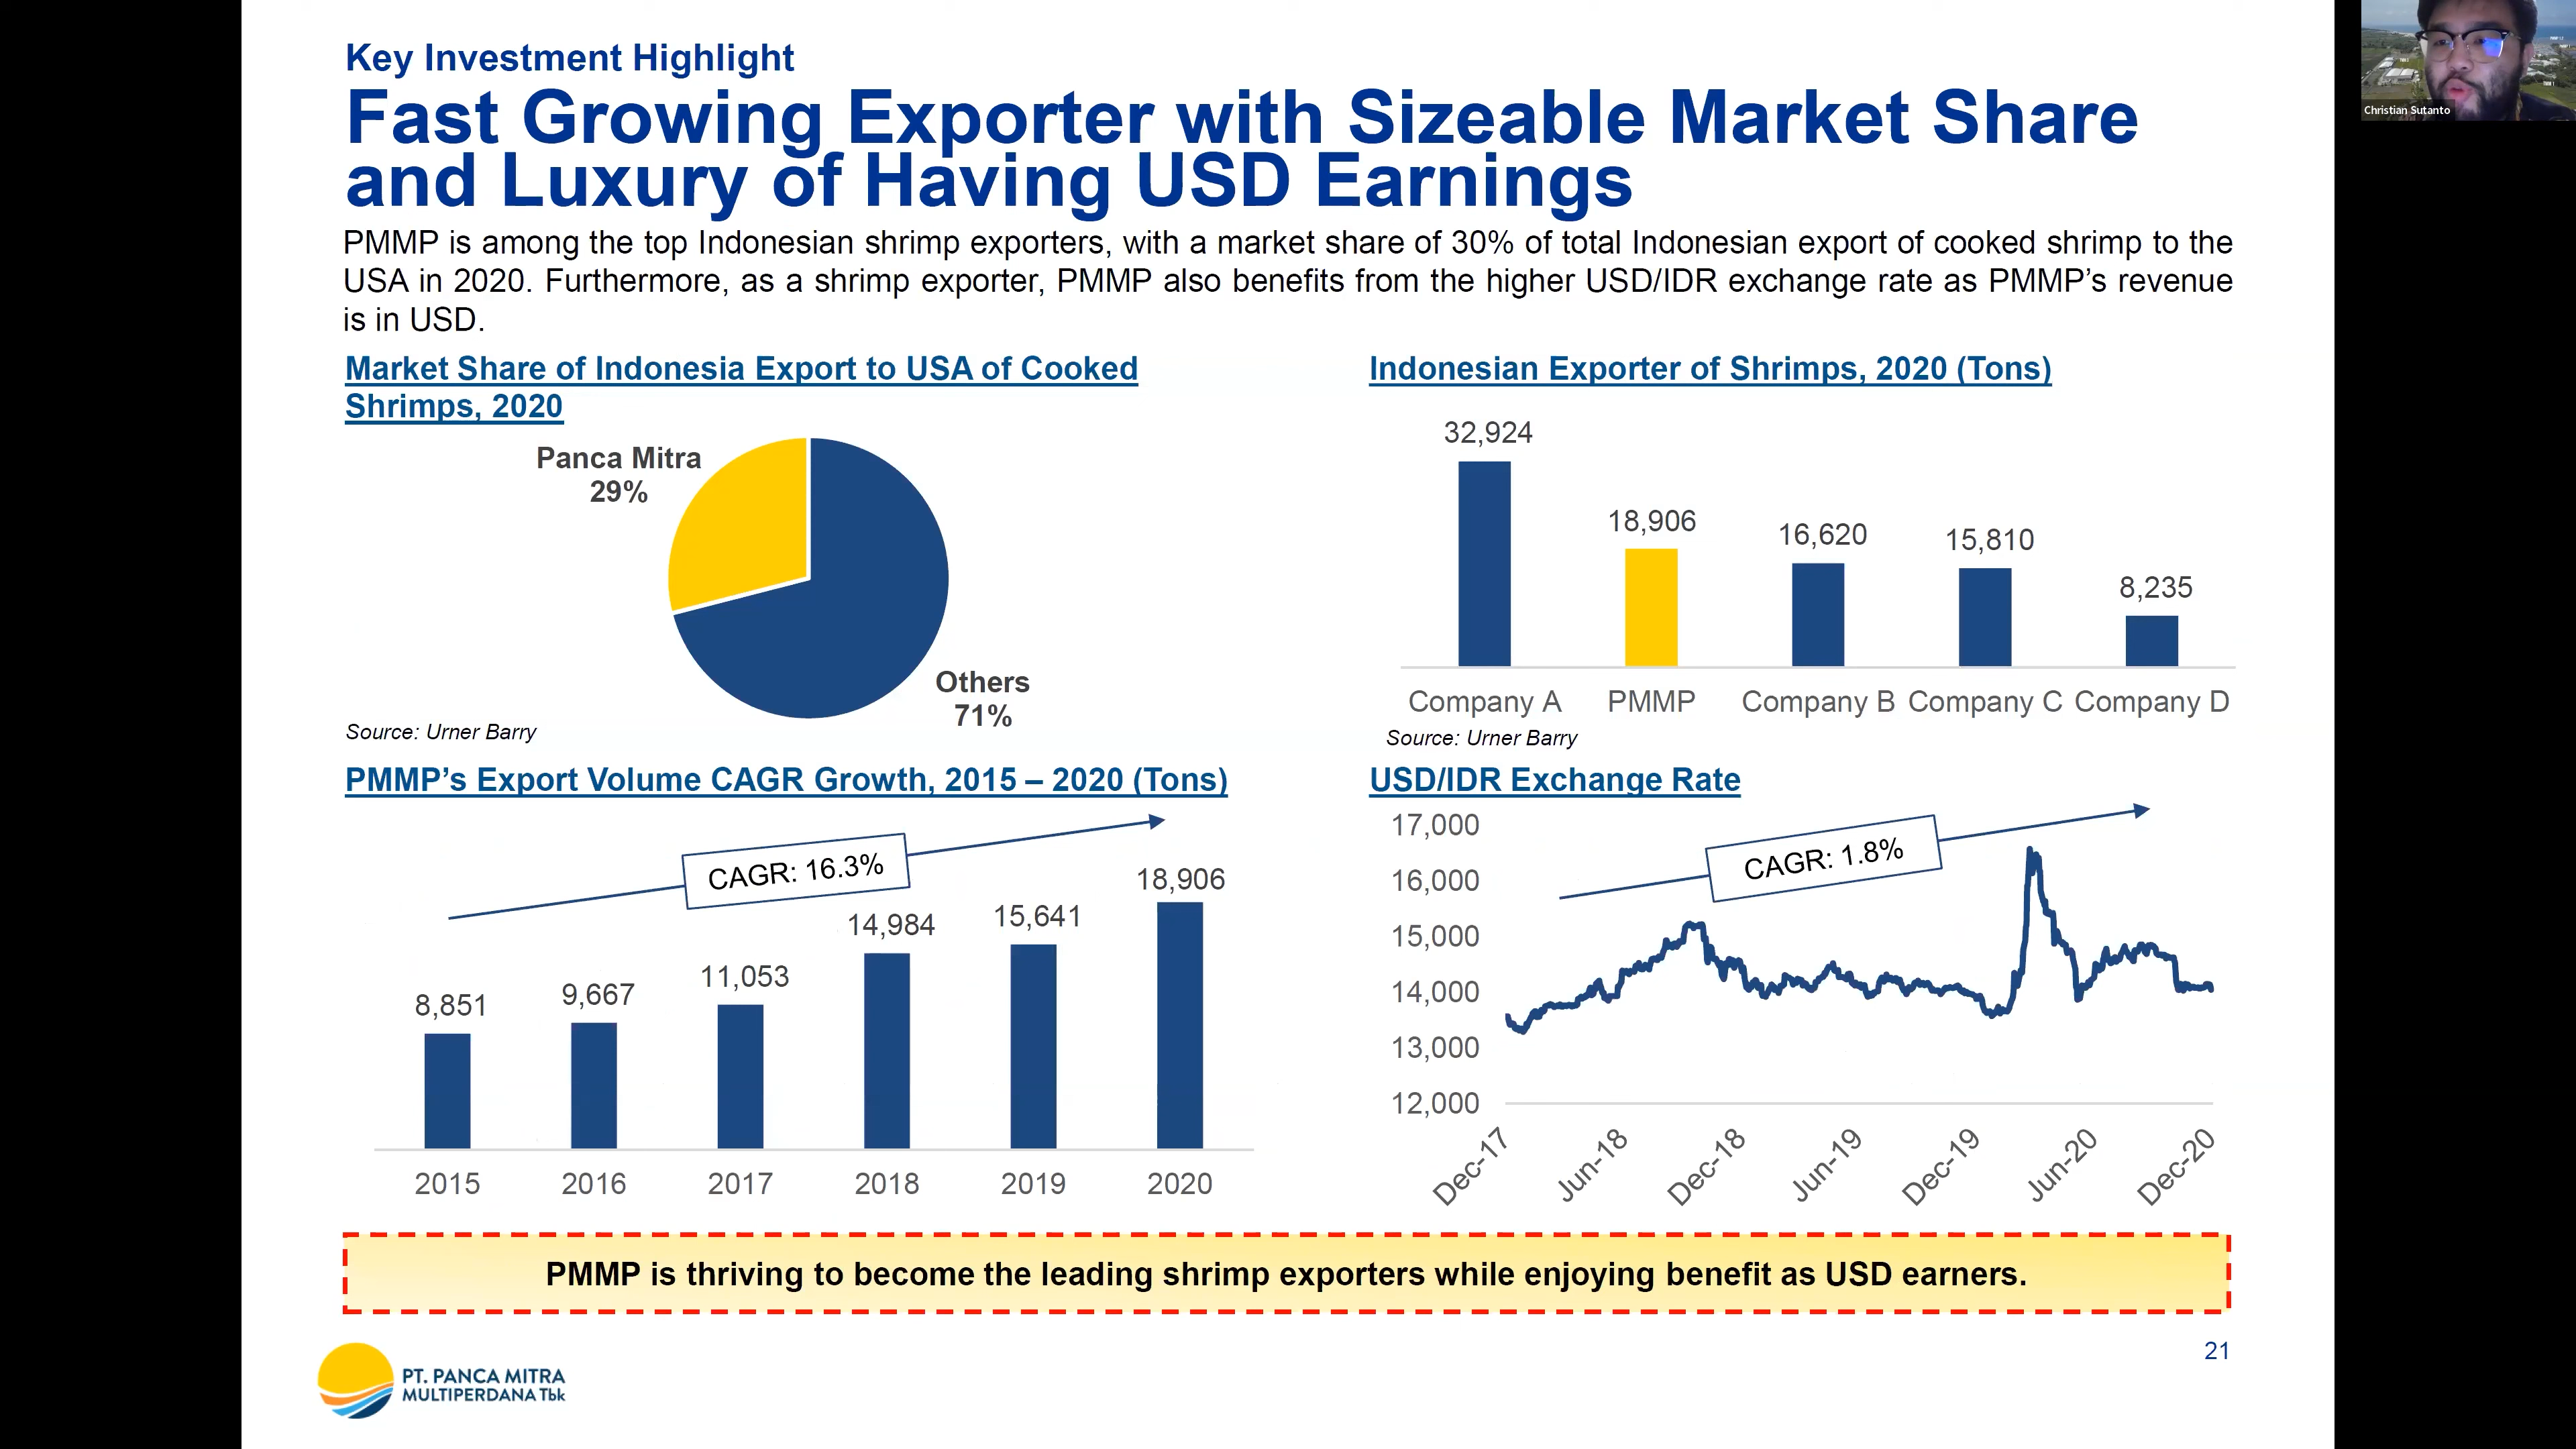 Key Investment Highlight
Fast Growing Exporter with Sizeable Market Share
and Luxury of Having USD Earnings
PMMP is among the top Indonesian shrimp exporters, with a market share of 30% of total Indonesian export of cooked shrimp to the
USA in 2020. Furthermore, as a shrimp exporter, PMMP also benefits from the higher USD/IDR exchange rate as PMMP’s revenue
is in USD.
Market Share of Indonesia Export to USA of Cooked
Shrimps, 2020
Panca Mitra
29%
Others
71%
Source: Urner Barry
Indonesian Exporter of Shrimps, 2020 (Tons)
32,924
18,906
16,620
15,810
8,235
Company A PMMP Company B Company C Company D
Source: Urner Barry
PMMP’s Export Volume CAGR Growth, 2015 – 2020 (Tons)
CAGR: 16.3%
8,851
9,667
11,053
14,984
15,641
18,906
2015 2016 2017 2018 2019 2020
USD/IDR Exchange Rate
CAGR: 1.8%
17,000
16,000
15,000
14,000
13,000
12,000
Dec-17 Jun-18 Dec-18 Jun-19 Dec-19 Jun-20 Dec-20
PMMP is thriving to become the leading shrimp exporters while enjoying benefit as USD earners.
PT. PANCA MITRA
MULTIPERDANA Tbk
21
Christian Sutanto